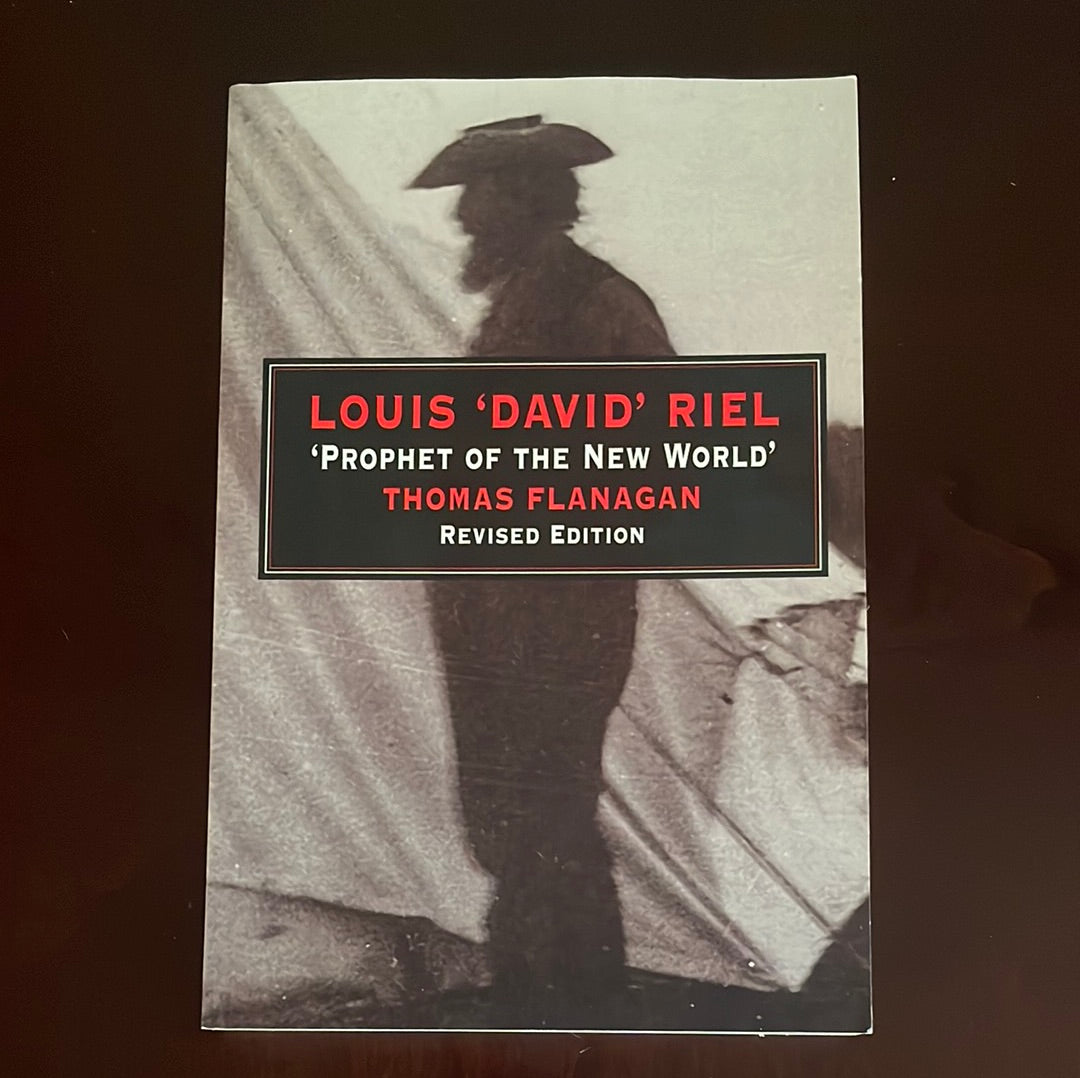 LOUIS ‘DAVID’ RIEL
‘PROPHET OF THE NEW WORLD’
THOMAS FLANAGAN
REVISED EDITION